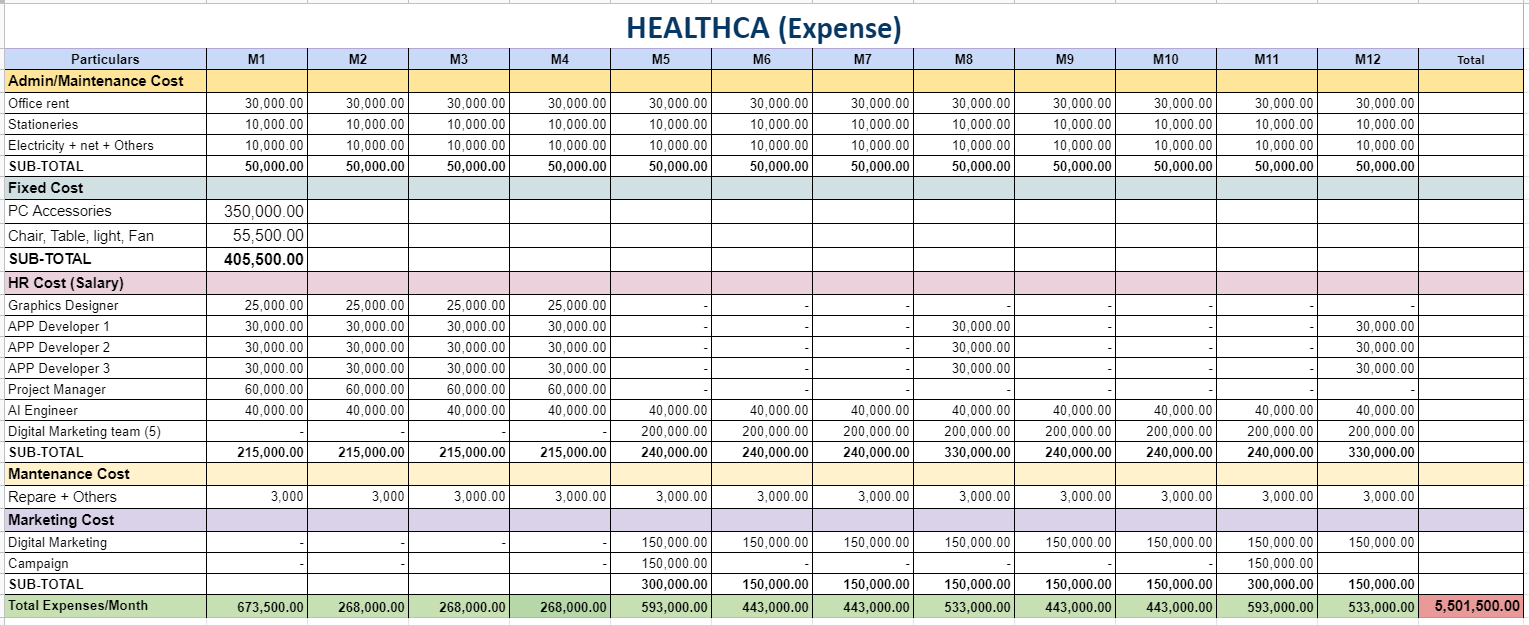 HEALTHCA (Expense)
Particulars M1 M2 M3 M4 M5 M6 M7 M8 M9 M10 M11 M12 Total
Admin/Maintenance Cost
Office rent 30,000.00 30,000.00 30,000.00 30,000.00 30,000.00 30,000.00 30,000.00 30,000.00 30,000.00 30,000.00 30,000.00 30,000.00
Stationeries 10,000.00 10,000.00 10,000.00 10,000.00 10,000.00 10,000.00 10,000.00 10,000.00 10,000.00 10,000.00 10,000.00 10,000.00
Electricity + net + Others 10,000.00 10,000.00 10,000.00 10,000.00 10,000.00 10,000.00 10,000.00 10,000.00 10,000.00 10,000.00 10,000.00 10,000.00
SUB-TOTAL 50,000.00 50,000.00 50,000.00 50,000.00 50,000.00 50,000.00 50,000.00 50,000.00 50,000.00 50,000.00 50,000.00 50,000.00
Fixed Cost
PC Accessories 350,000.00
Chair, Table, light, Fan 55,500.00
SUB-TOTAL 405,500.00
HR Cost (Salary)
Graphics Designer 25,000.00 25,000.00 25,000.00 25,000.00 - - - - - - - -
APP Developer 1 30,000.00 30,000.00 30,000.00 30,000.00 - - - 30,000.00 - - - 30,000.00
APP Developer 2 30,000.00 30,000.00 30,000.00 30,000.00 - - - 30,000.00 - - - 30,000.00
APP Developer 3 30,000.00 30,000.00 30,000.00 30,000.00 - - - 30,000.00 - - - 30,000.00
Project Manager 60,000.00 60,000.00 60,000.00 60,000.00 - - - - - - - -
AI Engineer 40,000.00 40,000.00 40,000.00 40,000.00 40,000.00 40,000.00 40,000.00 40,000.00 40,000.00 40,000.00 40,000.00 40,000.00
Digital Marketing team (5) - - - - 200,000.00 200,000.00 200,000.00 200,000.00 200,000.00 200,000.00 200,000.00 200,000.00
SUB-TOTAL 215,000.00 215,000.00 215,000.00 215,000.00 240,000.00 240,000.00 240,000.00 330,000.00 240,000.00 240,000.00 240,000.00 330,000.00
Mantenance Cost
Repare + Others 3,000 3,000 3,000.00 3,000.00 3,000.00 3,000.00 3,000.00 3,000.00 3,000.00 3,000.00 3,000.00 3,000.00
Marketing Cost
Digital Marketing - - - - 150,000.00 150,000.00 150,000.00 150,000.00 150,000.00 150,000.00 150,000.00 150,000.00
Campaign - - - 150,000.00 - - - - - 150,000.00
SUB-TOTAL 300,000.00 150,000.00 150,000.00 150,000.00 150,000.00 150,000.00 300,000.00 150,000.00
Total Expenses/Month 673,500.00 268,000.00 268,000.00 268,000.00 593,000.00 443,000.00 443,000.00 533,000.00 443,000.00 443,000.00 593,000.00 533,000.00 5,501,500.00